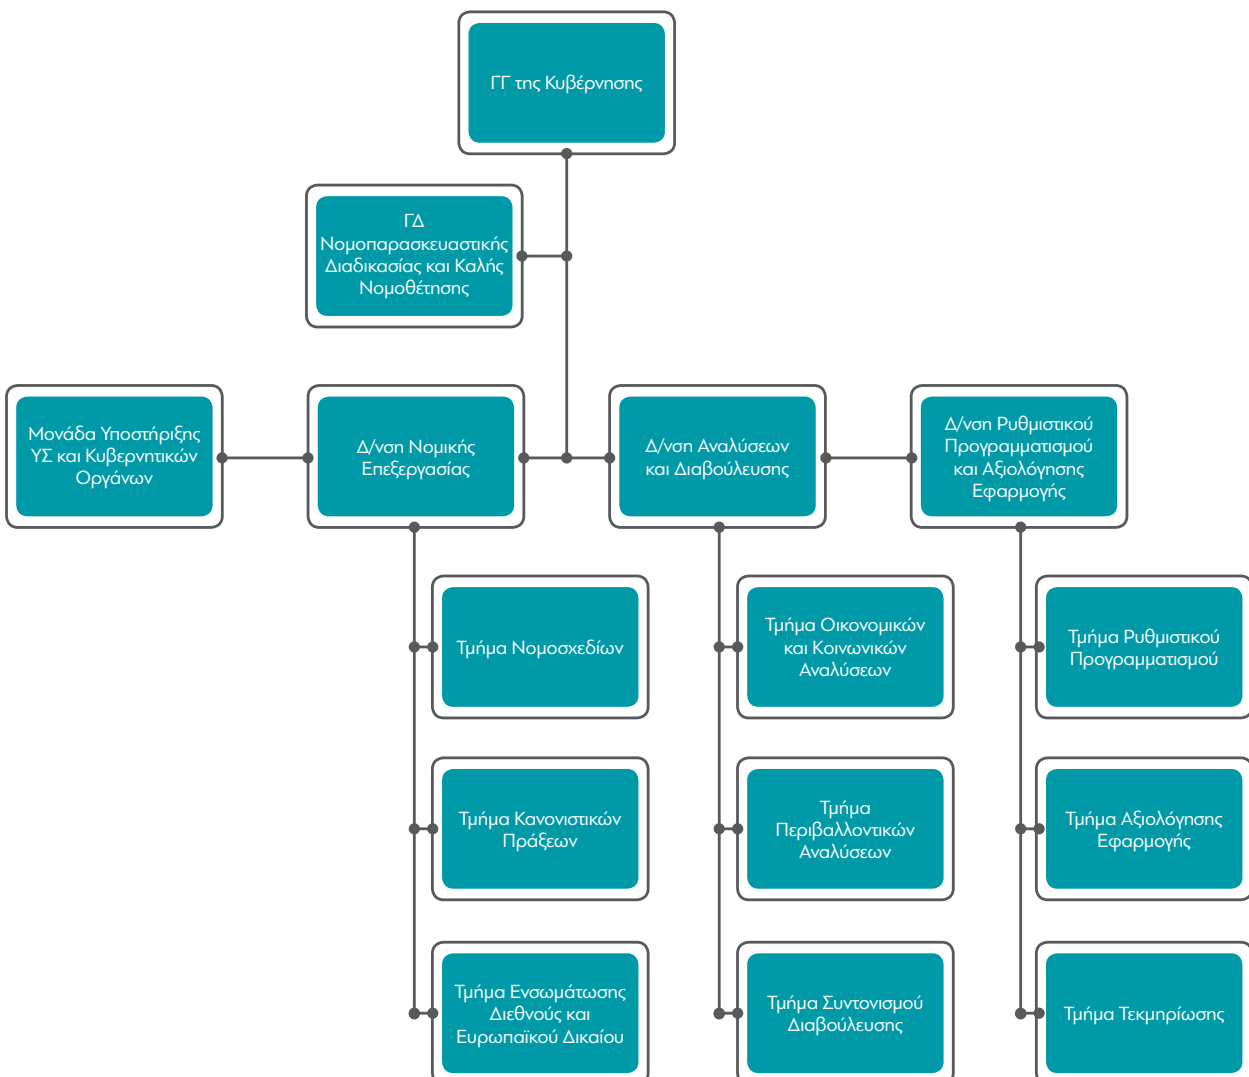 ΓΓ της Κυβέρνησης
ΓΔ
Νομοπαρασκευαστικής
Διαδικασίας και Καλής
Νομοθέτησης
Μονάδα Υποστήριξης
ΥΣ και Κυβερνητικών
Οργάνων
Δ/νση Νομικής
Επεξεργασίας
Δ/νση Αναλύσεων
και Διαβούλευσης
Δ/νση Ρυθμιστικού
Προγραμματισμού
και Αξιολόγησης
Εφαρμογής
Τμήμα Νομοσχεδίων
Τμήμα Οικονομικών
και Κοινωνικών
Αναλύσεων
Τμήμα Ρυθμιστικού
Προγραμματισμού
Τμήμα Κανονιστικών
Πράξεων
Τμήμα
Περιβαλλοντικών
Αναλύσεων
Τμήμα Αξιολόγησης
Εφαρμογής
Τμήμα Ενσωμάτωσης
Διεθνούς και
Ευρωπαϊκού Δικαίου
Τμήμα Συντονισμού
Διαβούλευσης
Τμήμα Τεκμηρίωσης